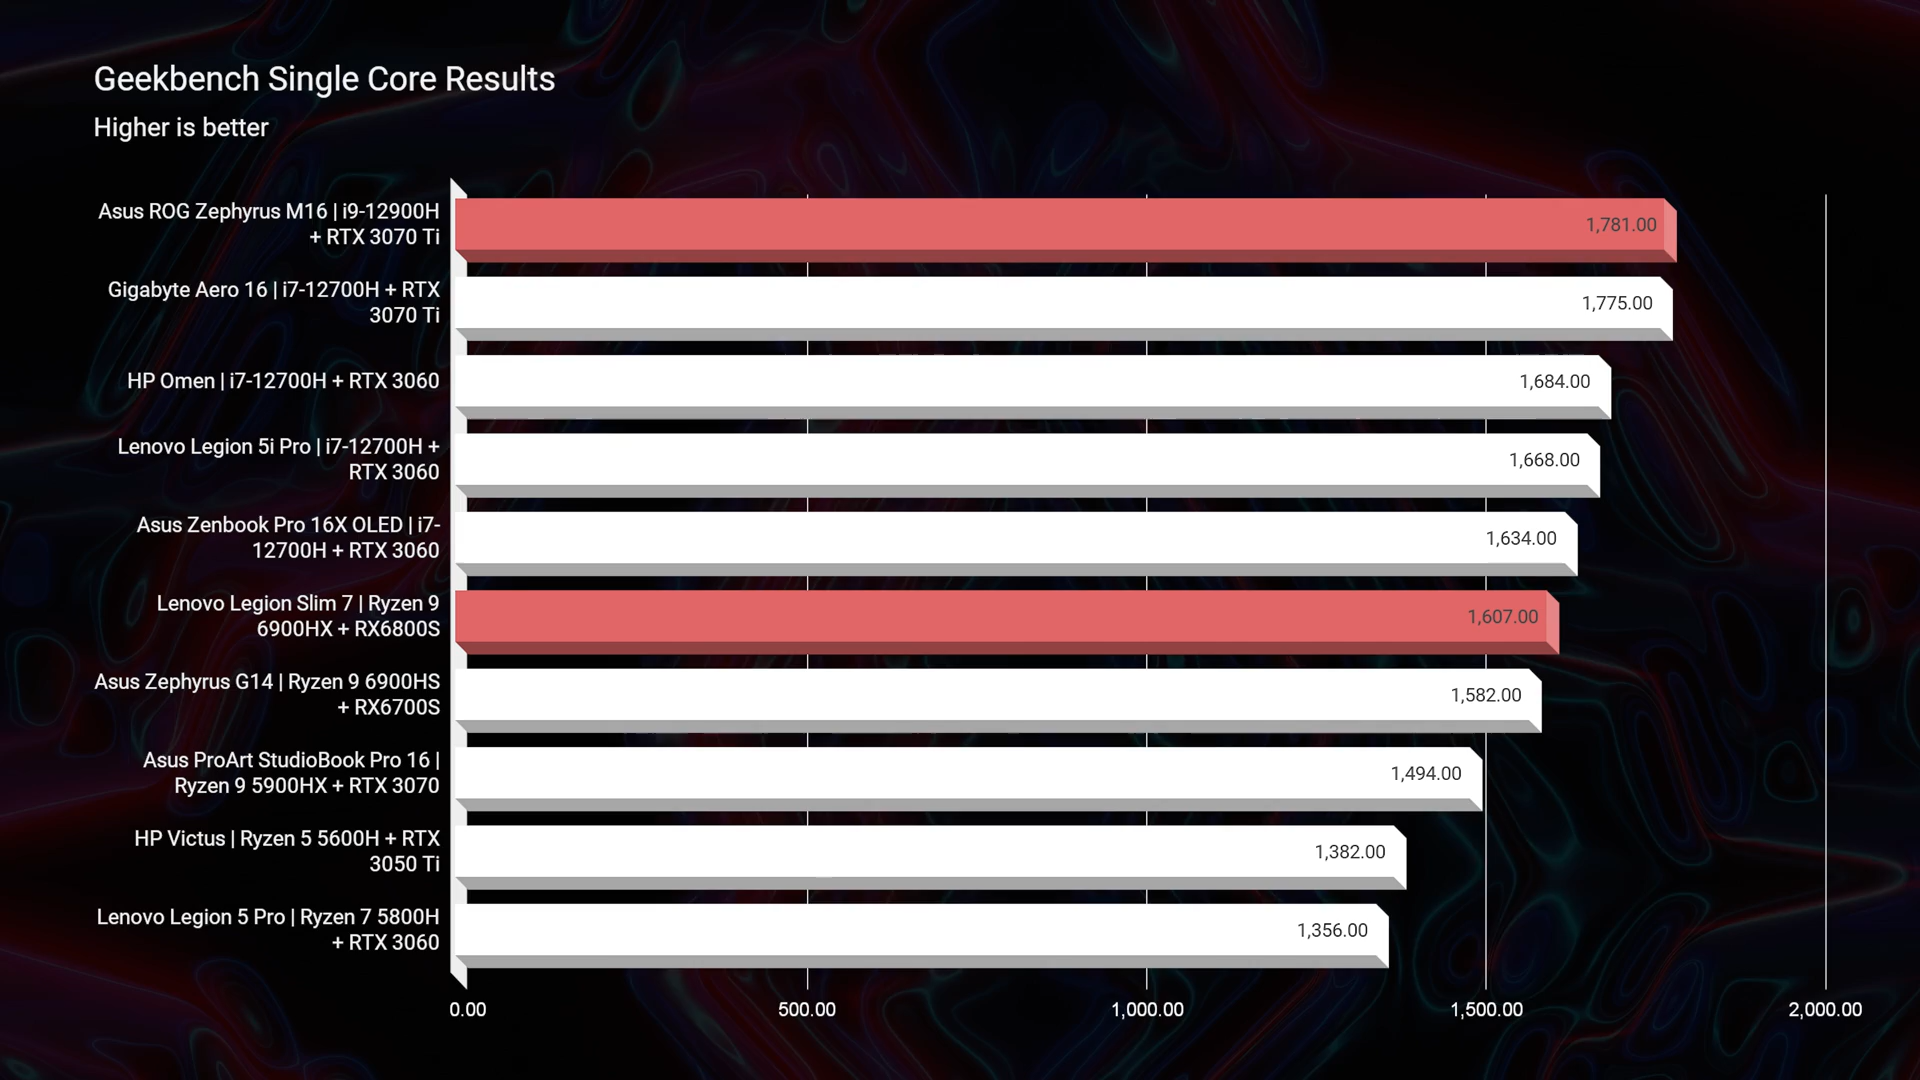 Geekbench Single Core Results
Higher is better
Asus ROG Zephyrus M16 | i9-12900H
+ RTX 3070 Ti
1,781.00
Gigabyte Aero 16 | i7-12700H + RTX
3070 Ti
1,775.00
HP Omen | i7-12700H + RTX 3060
1,684.00
Lenovo Legion 5i Pro | i7-12700H +
RTX 3060
1,668.00
Asus Zenbook Pro 16X OLED | i7-
12700H + RTX 3060
1,634.00
Lenovo Legion Slim 7 | Ryzen 9
6900HX + RX6800S
1,607.00
Asus Zephyrus G14 | Ryzen 9 6900HS
+ RX6700S
1,582.00
Asus ProArt StudioBook Pro 16 |
Ryzen 9 5900HX + RTX 3070
1,494.00
HP Victus | Ryzen 5 5600H + RTX
3050 Ti
1,382.00
Lenovo Legion 5 Pro | Ryzen 7 5800H
+ RTX 3060
1,356.00
0.00 500.00 1,000.00 1,500.00 2,000.00